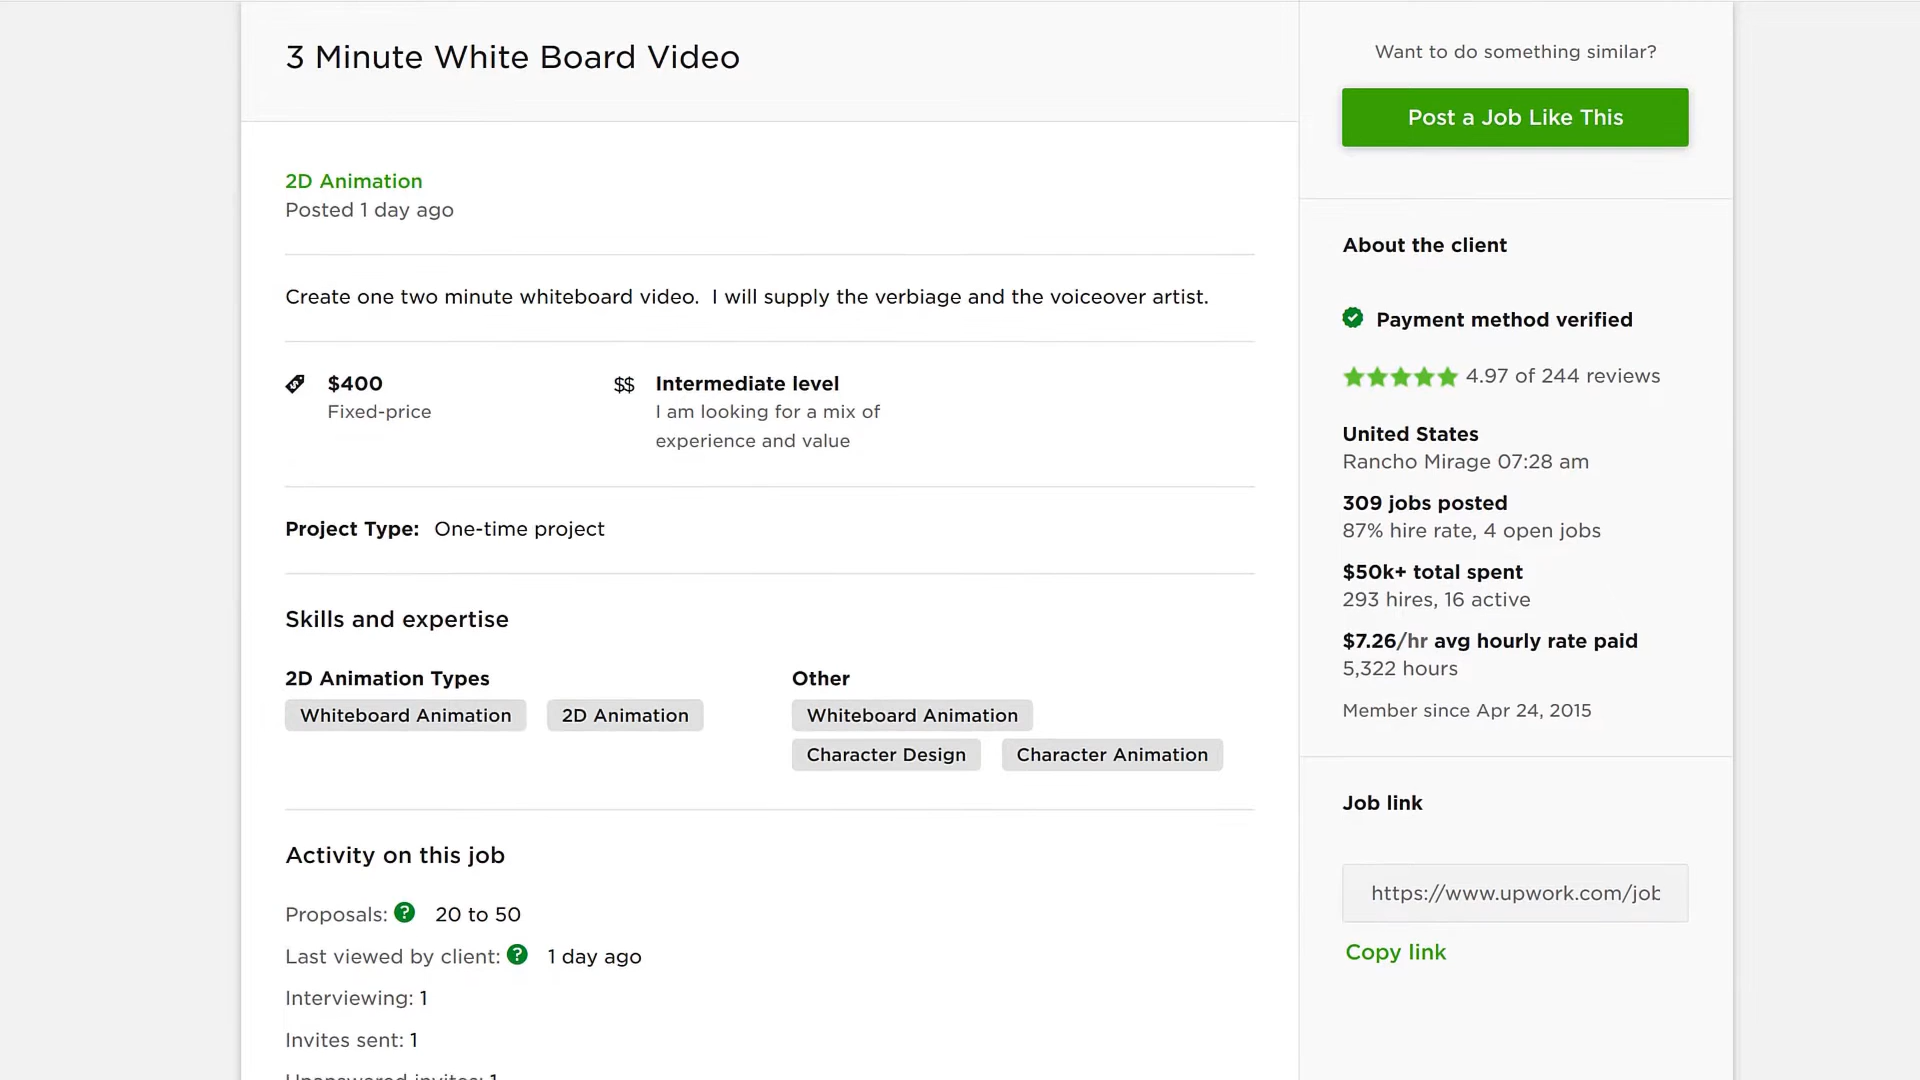 3 Minute White Board Video
2D Animation
Posted 1 day ago
Create one two minute whiteboard video.  I will supply the verbiage and the voiceover artist.
$400
Fixed-price
$$
Intermediate level
I am looking for a mix of
experience and value
Project Type: One-time project
Skills and expertise
2D Animation Types
Whiteboard Animation 2D Animation
Other
Whiteboard Animation
Character Design Character Animation
Activity on this job
Proposals: ? 20 to 50
Last viewed by client: ? 1 day ago
Interviewing: 1
Invites sent: 1
Unanswered invites: 1
Want to do something similar?
Post a Job Like This
About the client
Payment method verified
4.97 of 244 reviews
United States
Rancho Mirage 07:28 am
309 jobs posted
87% hire rate, 4 open jobs
$50k+ total spent
293 hires, 16 active
$7.26/hr avg hourly rate paid
5,322 hours
Member since Apr 24, 2015
Job link
https://www.upwork.com/job
Copy link